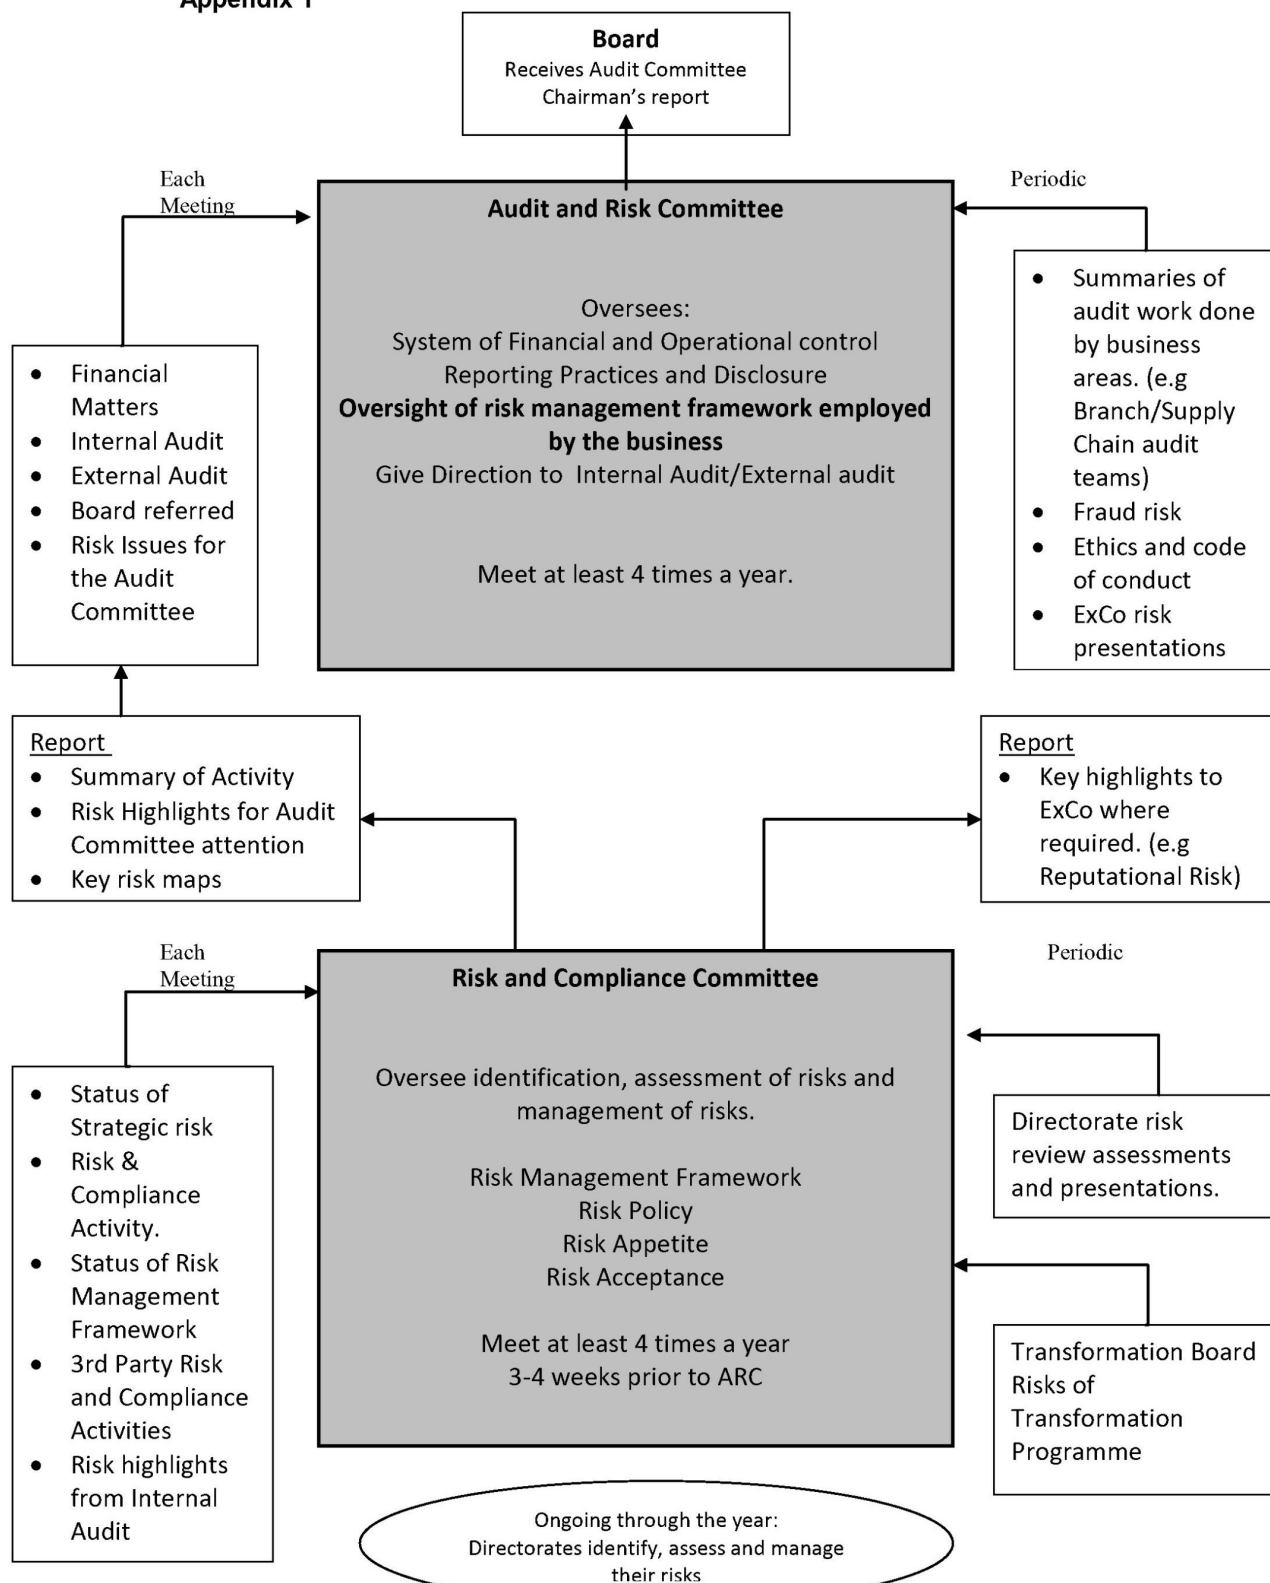 Appendix 1
Board
Receives Audit Committee
Chairman's report
Each
Meeting
Periodic
Audit and Risk Committee
Oversees:
System of Financial and Operational control
Reporting Practices and Disclosure
Oversight of risk management framework employed
by the business
Give Direction to Internal Audit/External audit
Meet at least 4 times a year.
• Financial
Matters
• Internal Audit
• External Audit
• Board referred
• Risk Issues for
the Audit
Committee
• Summaries of
audit work done
by business
areas. (e.g
Branch/Supply
Chain audit
teams)
• Fraud risk
• Ethics and code
of conduct
• ExCo risk
presentations
Report
• Summary of Activity
• Risk Highlights for Audit
Committee attention
• Key risk maps
Report
• Key highlights to
ExCo where
required. (e.g
Reputational Risk)
Each
Meeting
Periodic
Risk and Compliance Committee
Oversee identification, assessment of risks and
management of risks.
Risk Management Framework
Risk Policy
Risk Appetite
Risk Acceptance
Meet at least 4 times a year
3-4 weeks prior to ARC
• Status of
Strategic risk
• Risk &
Compliance
Activity.
• Status of Risk
Management
Framework
• 3rd Party Risk
and Compliance
Activities
• Risk highlights
from Internal
Audit
Directorate risk
review assessments
and presentations.
Transformation Board
Risks of
Transformation
Programme
Ongoing through the year:
Directorates identify, assess and manage
their risks